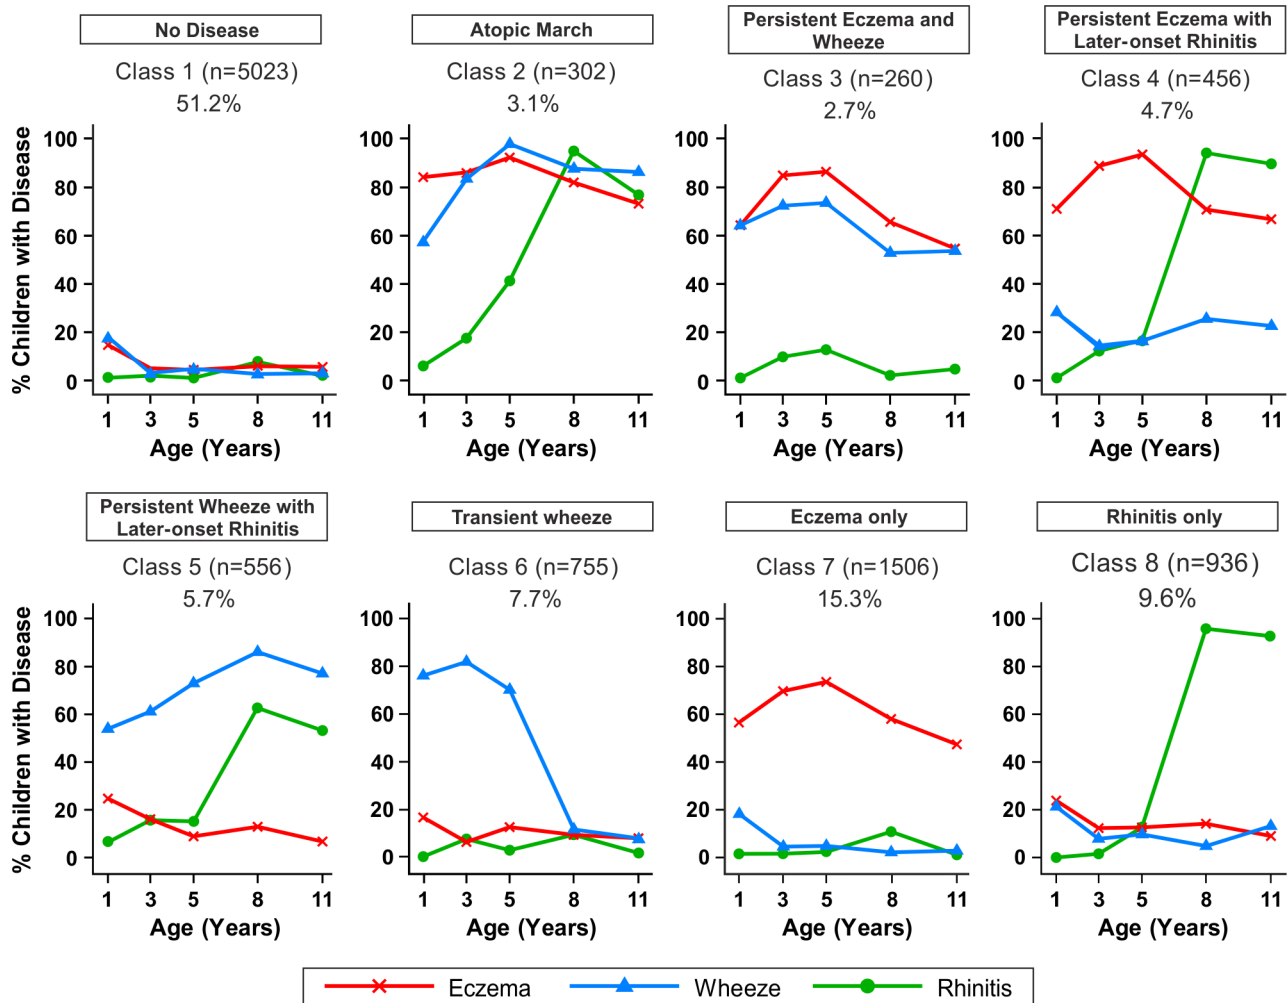 No Disease
Class 1 (n=5023)
51.2%
% Children with Disease
100
80
60
40
20
0
1 3 5 8 11
Age (Years)
Atopic March
Class 2 (n=302)
3.1%
100
80
60
40
20
0
1 3 5 8 11
Age (Years)
Persistent Eczema and
Wheeze
Class 3 (n=260)
2.7%
100
80
60
40
20
0
1 3 5 8 11
Age (Years)
Persistent Eczema with
Later-onset Rhinitis
Class 4 (n=456)
4.7%
100
80
60
40
20
0
1 3 5 8 11
Age (Years)
Persistent Wheeze with
Later-onset Rhinitis
Class 5 (n=556)
5.7%
% Children with Disease
100
80
60
40
20
0
1 3 5 8 11
Age (Years)
Transient wheeze
Class 6 (n=755)
7.7%
100
80
60
40
20
0
1 3 5 8 11
Age (Years)
Eczema only
Class 7 (n=1506)
15.3%
100
80
60
40
20
0
1 3 5 8 11
Age (Years)
Rhinitis only
Class 8 (n=936)
9.6%
100
80
60
40
20
0
1 3 5 8 11
Age (Years)
Eczema Wheeze Rhinitis